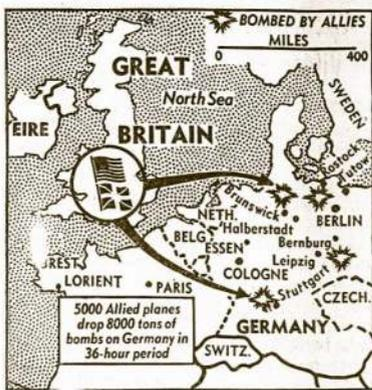 BOMBED BY ALLIES
MILES
0 400
GREAT
North Sea
SWEDEN
EIRE
BRITAIN
Rostock
Tutow
Brunswick
NETH.
Halberstadt
BERLIN
BELG.
ESSEN
Bernburg
Leipzig
BREST
LORIENT
PARIS
COLOGNE
Stuttgart
CZECH.
5000 Allied planes
drop 8000 tons of
bombs on Germany in
36-hour period
GERMANY
SWITZ.